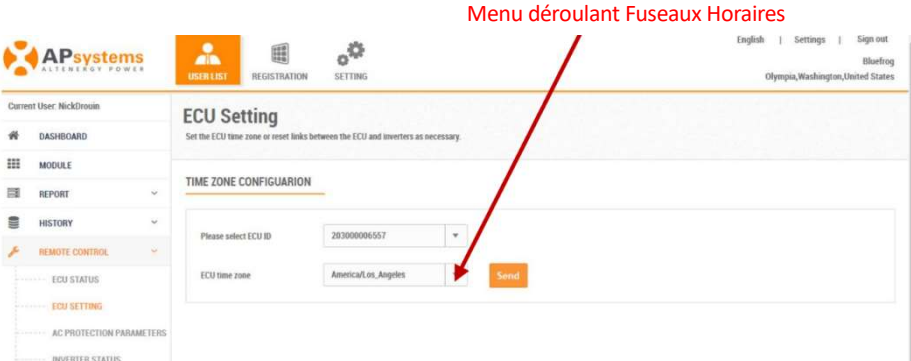 Menu déroulant Fuseaux Horaires
English | Settings | Sign out
APsystems
ALTENERGY POWER
USER LIST
REGISTRATION
SETTING
Bluefrog
Olympia,Washington,United States
Current User: NickDrouin
ECU Setting
Set the ECU time zone or reset links between the ECU and inverters as necessary.
DASHBOARD
MODULE
REPORT
HISTORY
REMOTE CONTROL
ECU STATUS
ECU SETTING
AC PROTECTION PARAMETERS
INVERTER STATUS
TIME ZONE CONFIGUARION
Please select ECU ID 203000006557
ECU time zone America/Los_Angeles Send